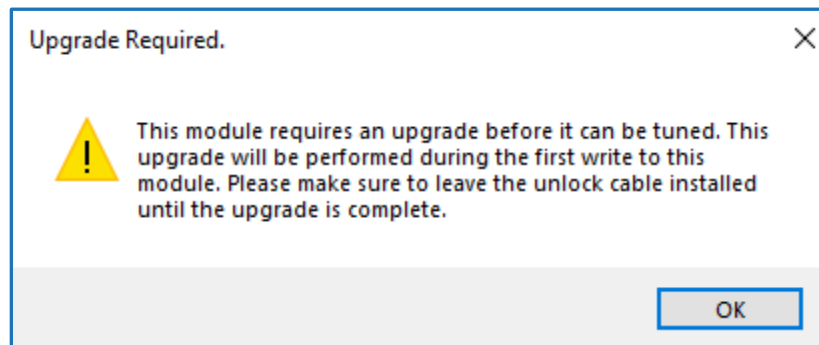 Upgrade Required.
This module requires an upgrade before it can be tuned. This
upgrade will be performed during the first write to this
module. Please make sure to leave the unlock cable installed
until the upgrade is complete.
OK